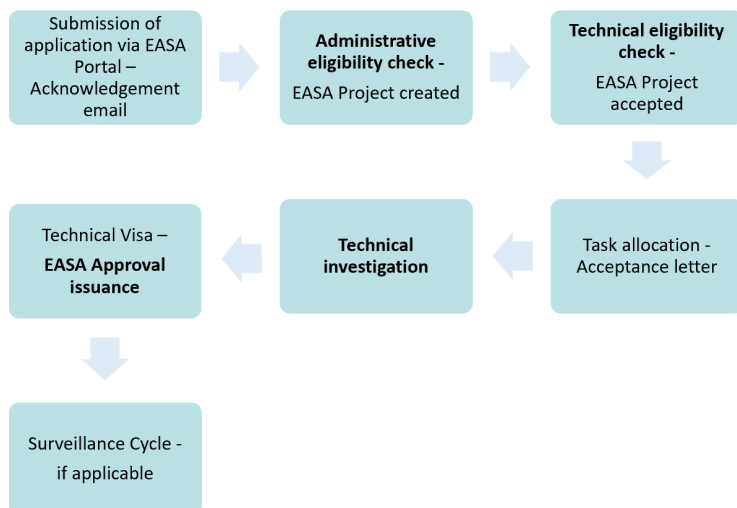 Submission of
application via EASA
Portal –
Acknowledgement
email
Administrative
eligibility check -
EASA Project created
Technical eligibility
check -
EASA Project
accepted
Task allocation -
Acceptance letter
Technical
investigation
Technical Visa –
EASA Approval
issuance
Surveillance Cycle -
if applicable